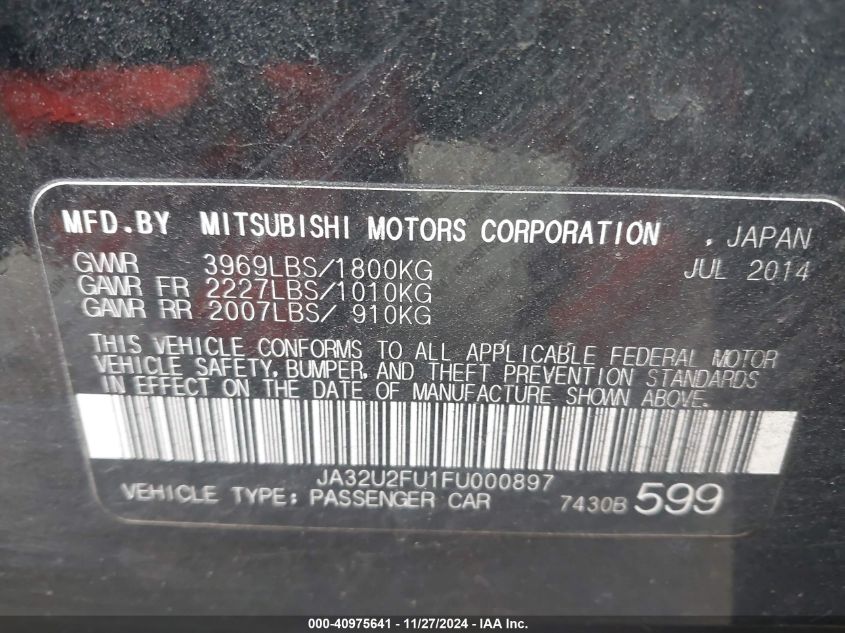 MFD.BY MITSUBISHI MOTORS CORPORATION , JAPAN
GVWR 3969LBS/1800KG JUL 2014
GAWR FR 2227LBS/1010KG
GAWR RR 2007LBS/ 910KG
THIS VEHICLE CONFORMS TO ALL APPLICABLE FEDERAL MOTOR
VEHICLE SAFETY, BUMPER, AND THEFT PREVENTION STANDARDS
IN EFFECT ON THE DATE OF MANUFACTURE SHOWN ABOVE.
JA32U2FU1FU000897
VEHICLE TYPE: PASSENGER CAR 7430B 599
000-40975641 - 11/27/2024 - IAAI Inc.